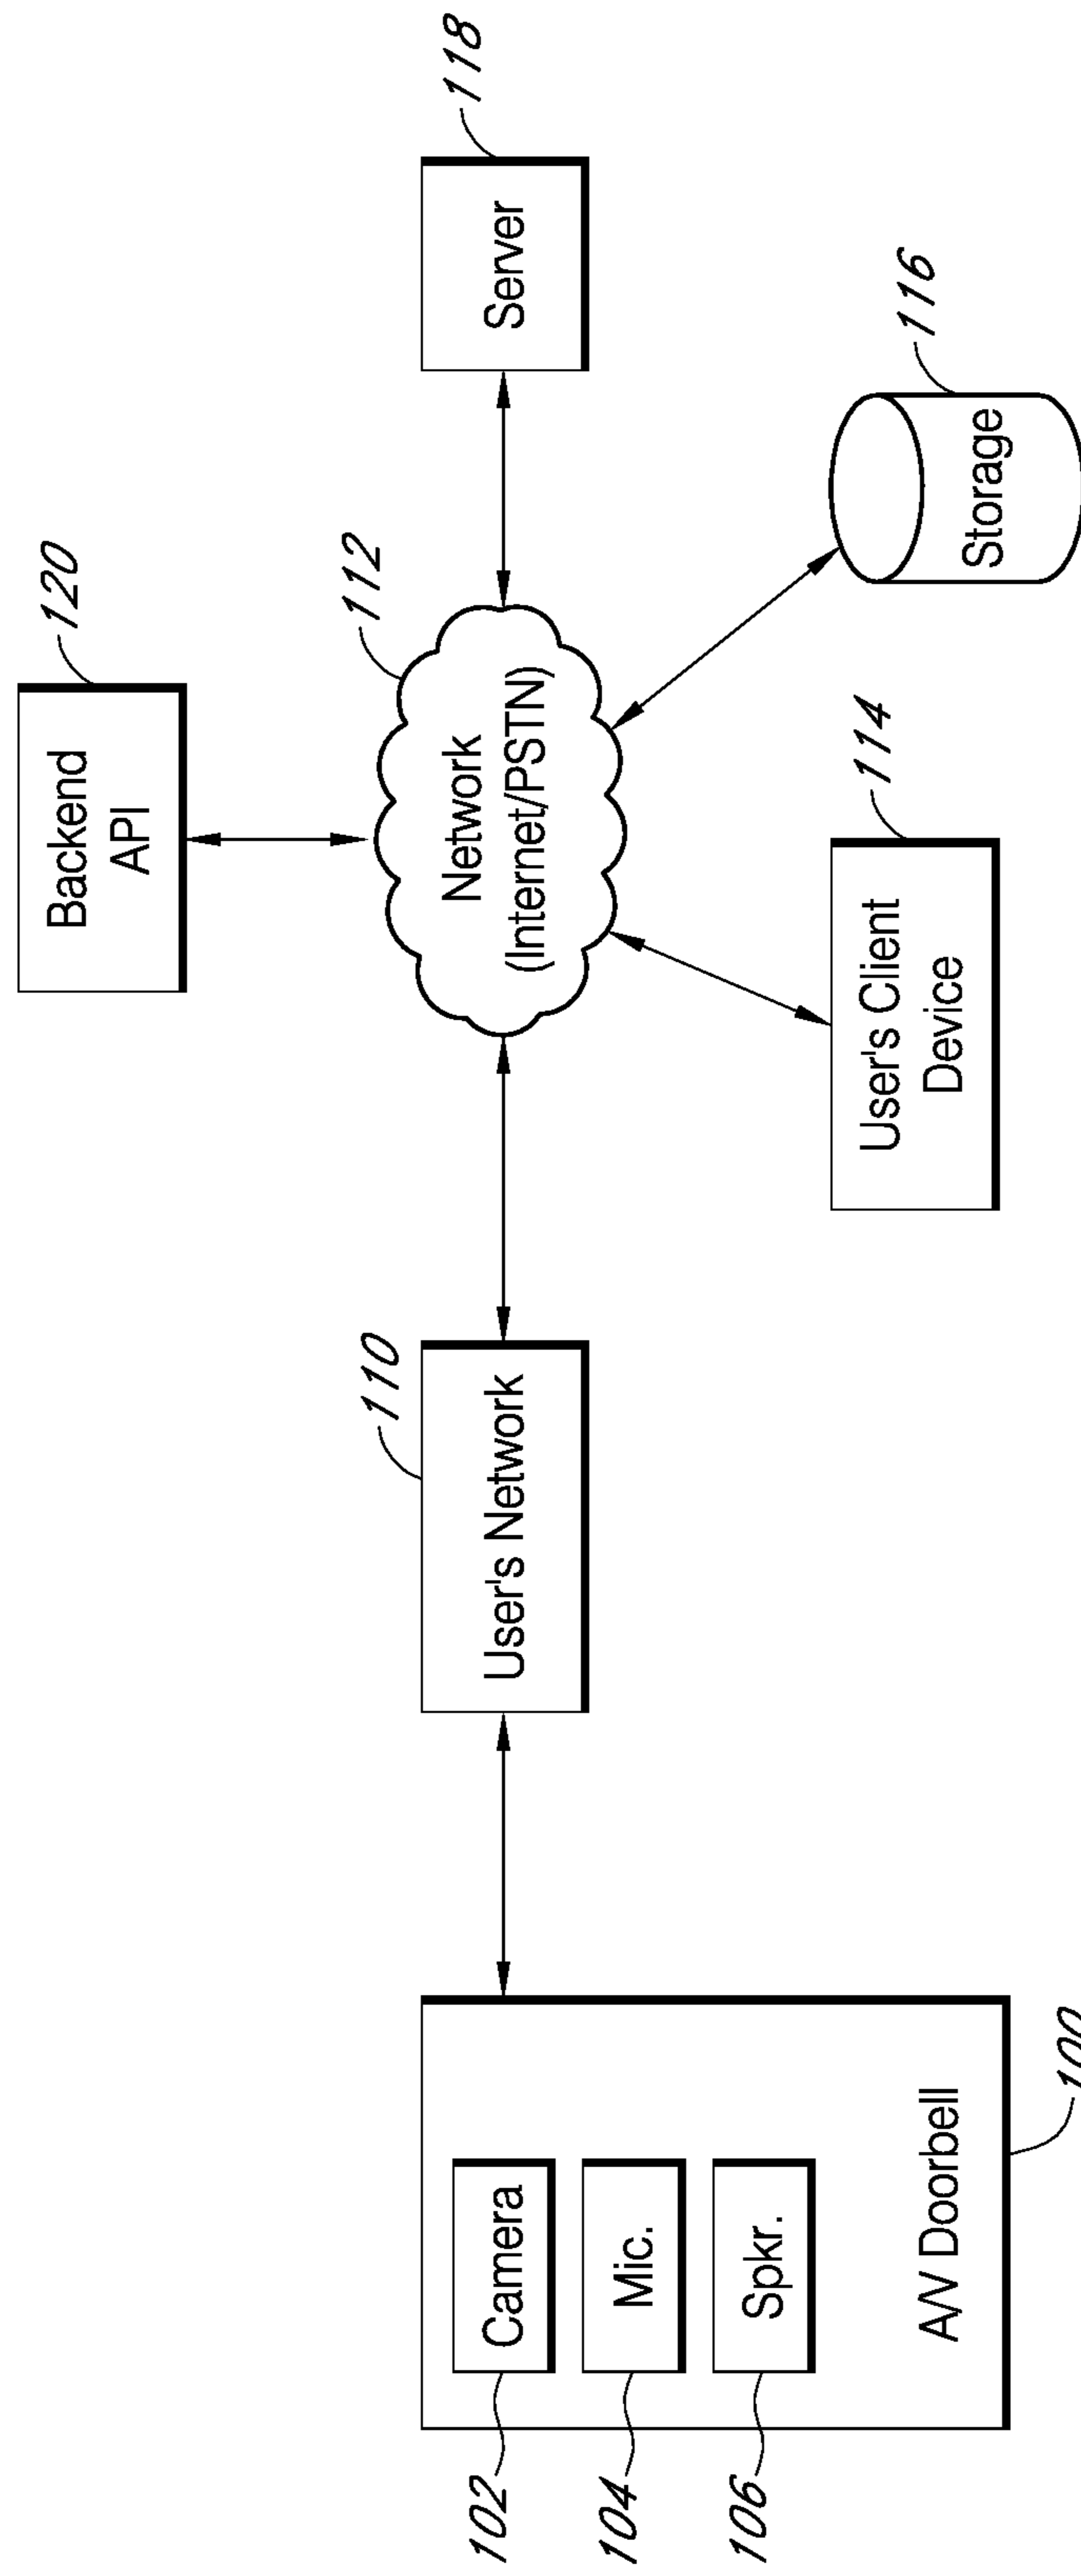 120
Backend
API
112
118
110
Network
(Internet/PSTN)
Server
User's Network
102
Camera
104
Mic.
106
Spkr.
A/V Doorbell
100
114
User's Client
Device
116
Storage